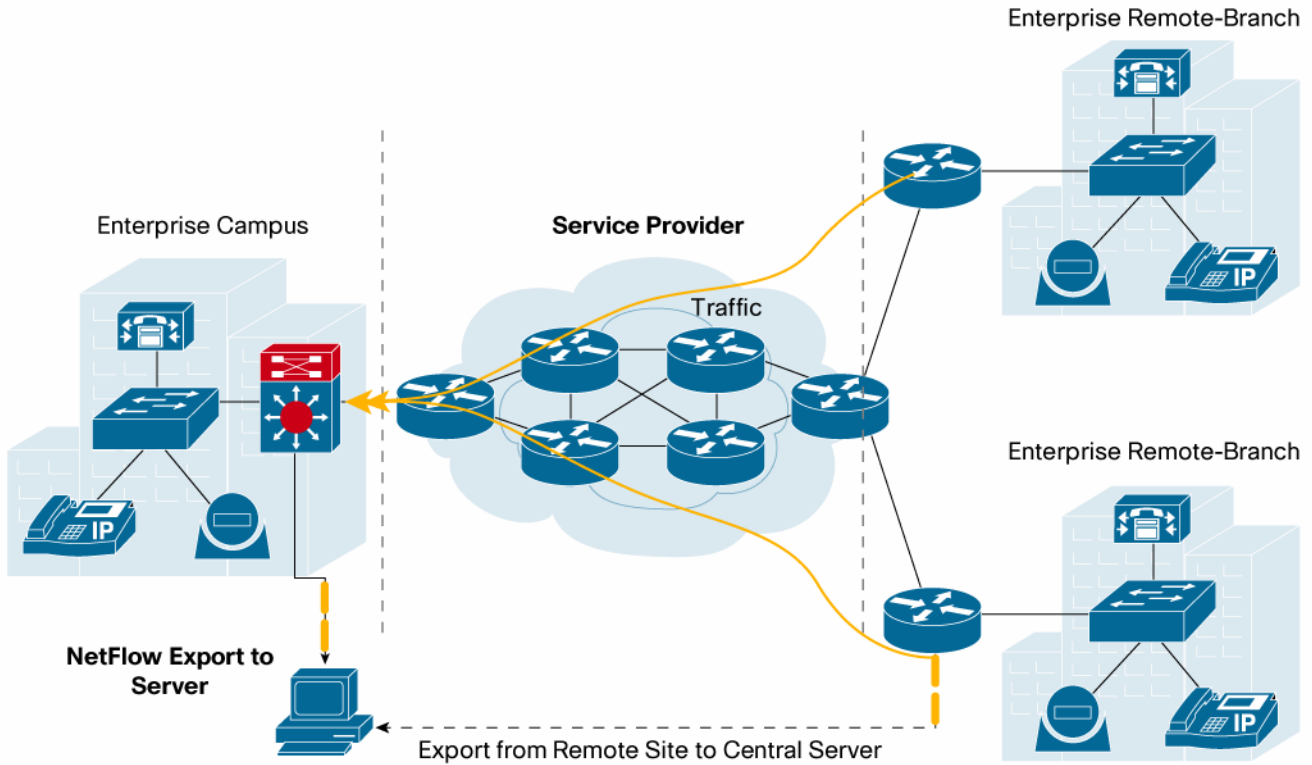 Enterprise Remote-Branch
Enterprise Campus
Service Provider
Traffic
IP
IP
Enterprise Remote-Branch
NetFlow Export to
Server
IP
Export from Remote Site to Central Server